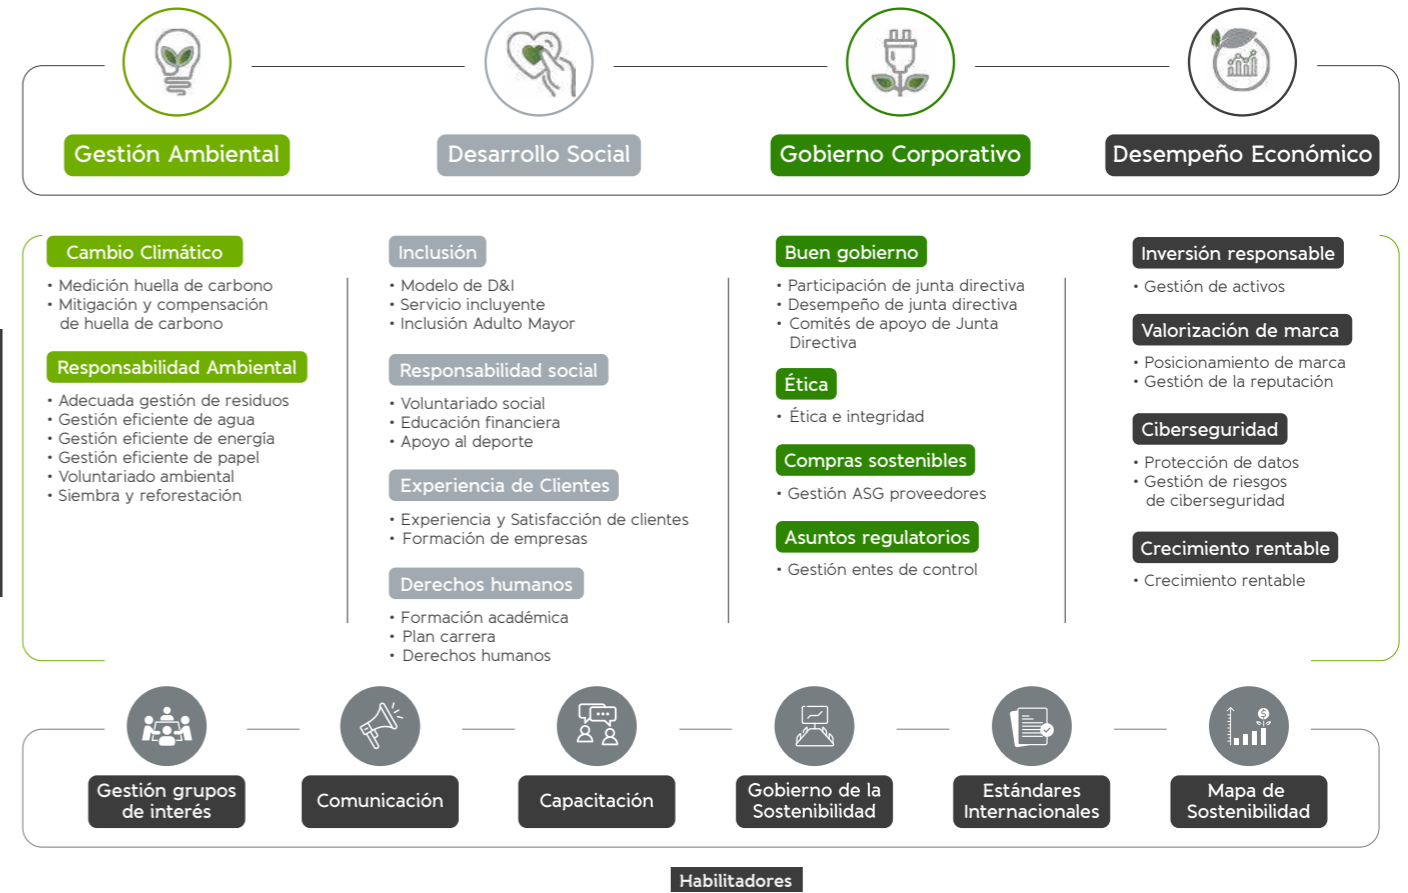 Gestión Ambiental
Desarrollo Social
Gobierno Corporativo
Desempeño Económico
Cambio Climático
• Medición huella de carbono
• Mitigación y compensación
de huella de carbono
Responsabilidad Ambiental
• Adecuada gestión de residuos
• Gestión eficiente de agua
• Gestión eficiente de energía
• Gestión eficiente de papel
• Voluntariado ambiental
• Siembra y reforestación
Inclusión
• Modelo de D&I
• Servicio incluyente
• Inclusión Adulto Mayor
Responsabilidad social
• Voluntariado social
• Educación financiera
• Apoyo al deporte
Experiencia de Clientes
• Experiencia y Satisfacción de clientes
• Formación de empresas
Derechos humanos
• Formación académica
• Plan carrera
• Derechos humanos
Buen gobierno
• Participación de junta directiva
• Desempeño de junta directiva
• Comités de apoyo de Junta
Directiva
Ética
• Ética e integridad
Compras sostenibles
• Gestión ASG proveedores
Asuntos regulatorios
• Gestión entes de control
Inversión responsable
• Gestión de activos
Valorización de marca
• Posicionamiento de marca
• Gestión de la reputación
Ciberseguridad
• Protección de datos
• Gestión de riesgos
de ciberseguridad
Crecimiento rentable
• Crecimiento rentable
Gestión grupos
de interés
Comunicación
Capacitación
Gobierno de la
Sostenibilidad
Estándares
Internacionales
Mapa de
Sostenibilidad
Habilitadores